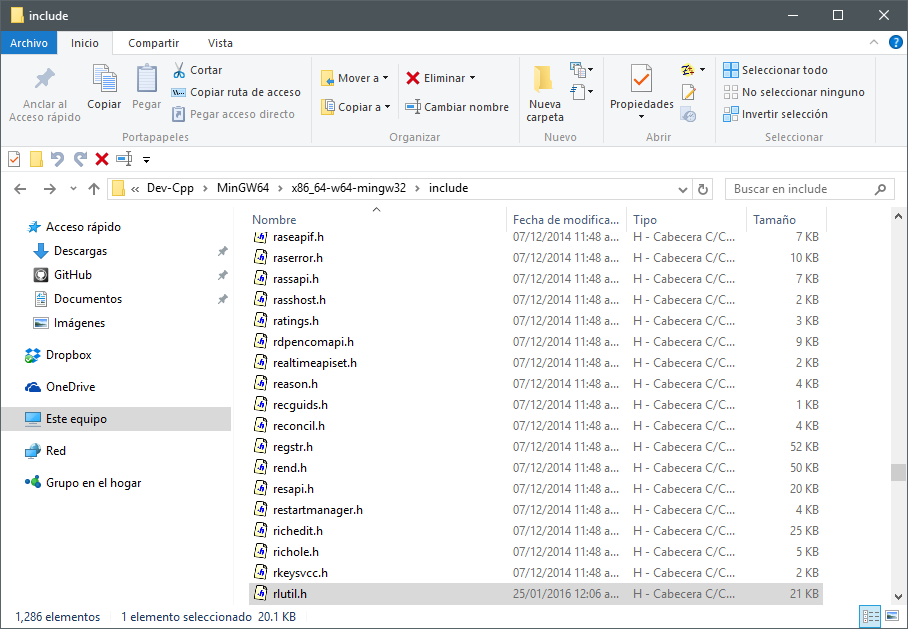 include
Archivo Inicio Compartir Vista
Anclar al Acceso rápido
Copiar
Pegar
Cortar
Copiar ruta de acceso
Pegar acceso directo
Portapapeles
Mover a
Copiar a
Eliminar
Cambiar nombre
Organizar
Nueva carpeta
Nuevo
Propiedades
Abrir
Seleccionar todo
No seleccionar ninguno
Invertir selección
Seleccionar
« Dev-Cpp > MinGW64 > x86_64-w64-mingw32 > include
Buscar en include
Acceso rápido
Descargas
GitHub
Documentos
Imágenes
Dropbox
OneDrive
Este equipo
Red
Grupo en el hogar
Nombre Fecha de modifica... Tipo Tamaño
raseapif.h 07/12/2014 11:48 a... H - Cabecera C/C... 7 KB
raserror.h 07/12/2014 11:48 a... H - Cabecera C/C... 10 KB
rassapi.h 07/12/2014 11:48 a... H - Cabecera C/C... 7 KB
rasshost.h 07/12/2014 11:48 a... H - Cabecera C/C... 2 KB
ratings.h 07/12/2014 11:48 a... H - Cabecera C/C... 3 KB
rdpencomapi.h 07/12/2014 11:48 a... H - Cabecera C/C... 9 KB
realtimeapiset.h 07/12/2014 11:48 a... H - Cabecera C/C... 2 KB
reason.h 07/12/2014 11:48 a... H - Cabecera C/C... 4 KB
recguids.h 07/12/2014 11:48 a... H - Cabecera C/C... 1 KB
reconcil.h 07/12/2014 11:48 a... H - Cabecera C/C... 4 KB
regstr.h 07/12/2014 11:48 a... H - Cabecera C/C... 52 KB
rend.h 07/12/2014 11:48 a... H - Cabecera C/C... 50 KB
resapi.h 07/12/2014 11:48 a... H - Cabecera C/C... 20 KB
restartmanager.h 07/12/2014 11:48 a... H - Cabecera C/C... 4 KB
richedit.h 07/12/2014 11:48 a... H - Cabecera C/C... 25 KB
richole.h 07/12/2014 11:48 a... H - Cabecera C/C... 5 KB
rkeysvcc.h 07/12/2014 11:48 a... H - Cabecera C/C... 2 KB
rlutil.h 25/01/2016 12:06 a... H - Cabecera C/C... 21 KB
1,286 elementos 1 elemento seleccionado 20.1 KB